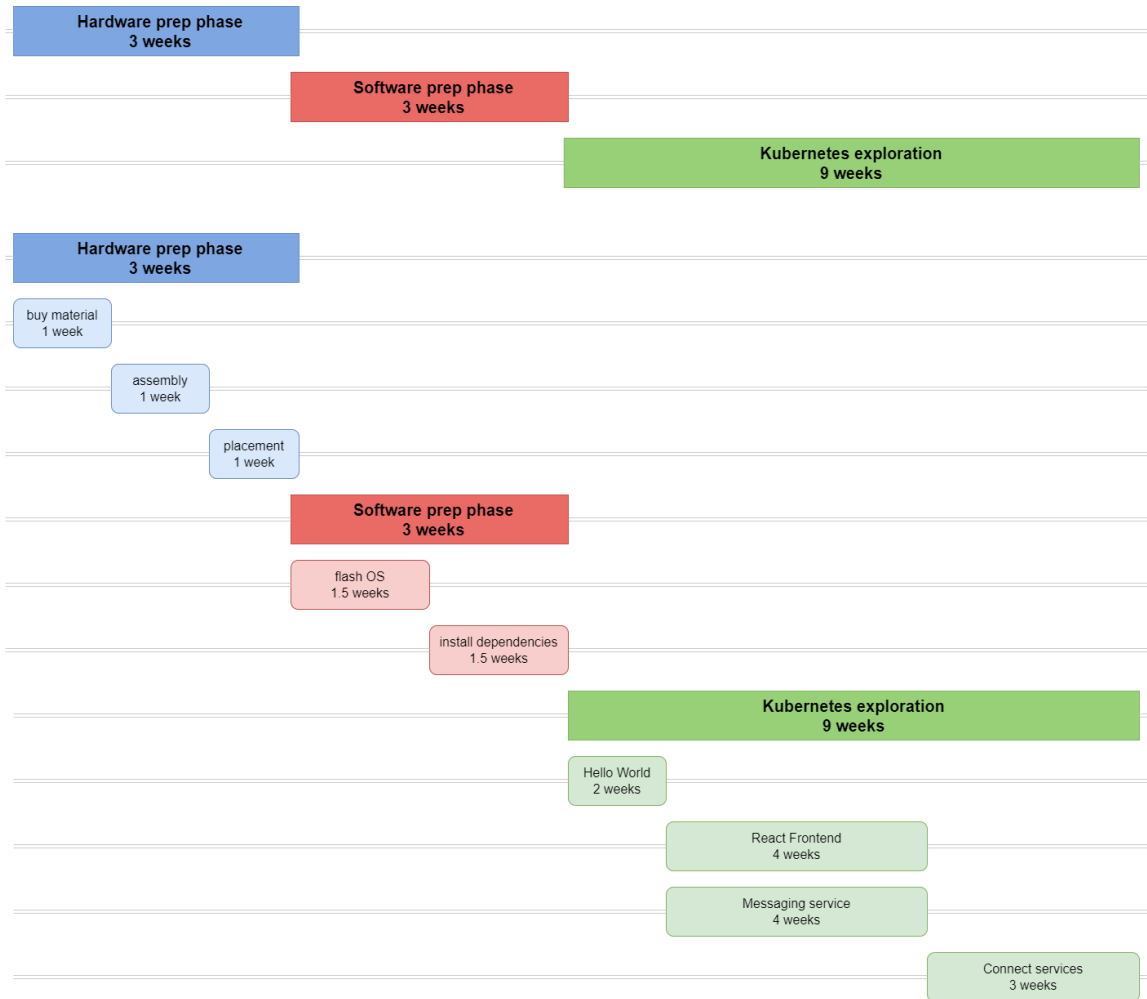 Hardware prep phase
3 weeks
Software prep phase
3 weeks
Kubernetes exploration
9 weeks
Hardware prep phase
3 weeks
buy material
1 week
assembly
1 week
placement
1 week
Software prep phase
3 weeks
flash OS
1.5 weeks
install dependencies
1.5 weeks
Kubernetes exploration
9 weeks
Hello World
2 weeks
React Frontend
4 weeks
Messaging service
4 weeks
Connect services
3 weeks